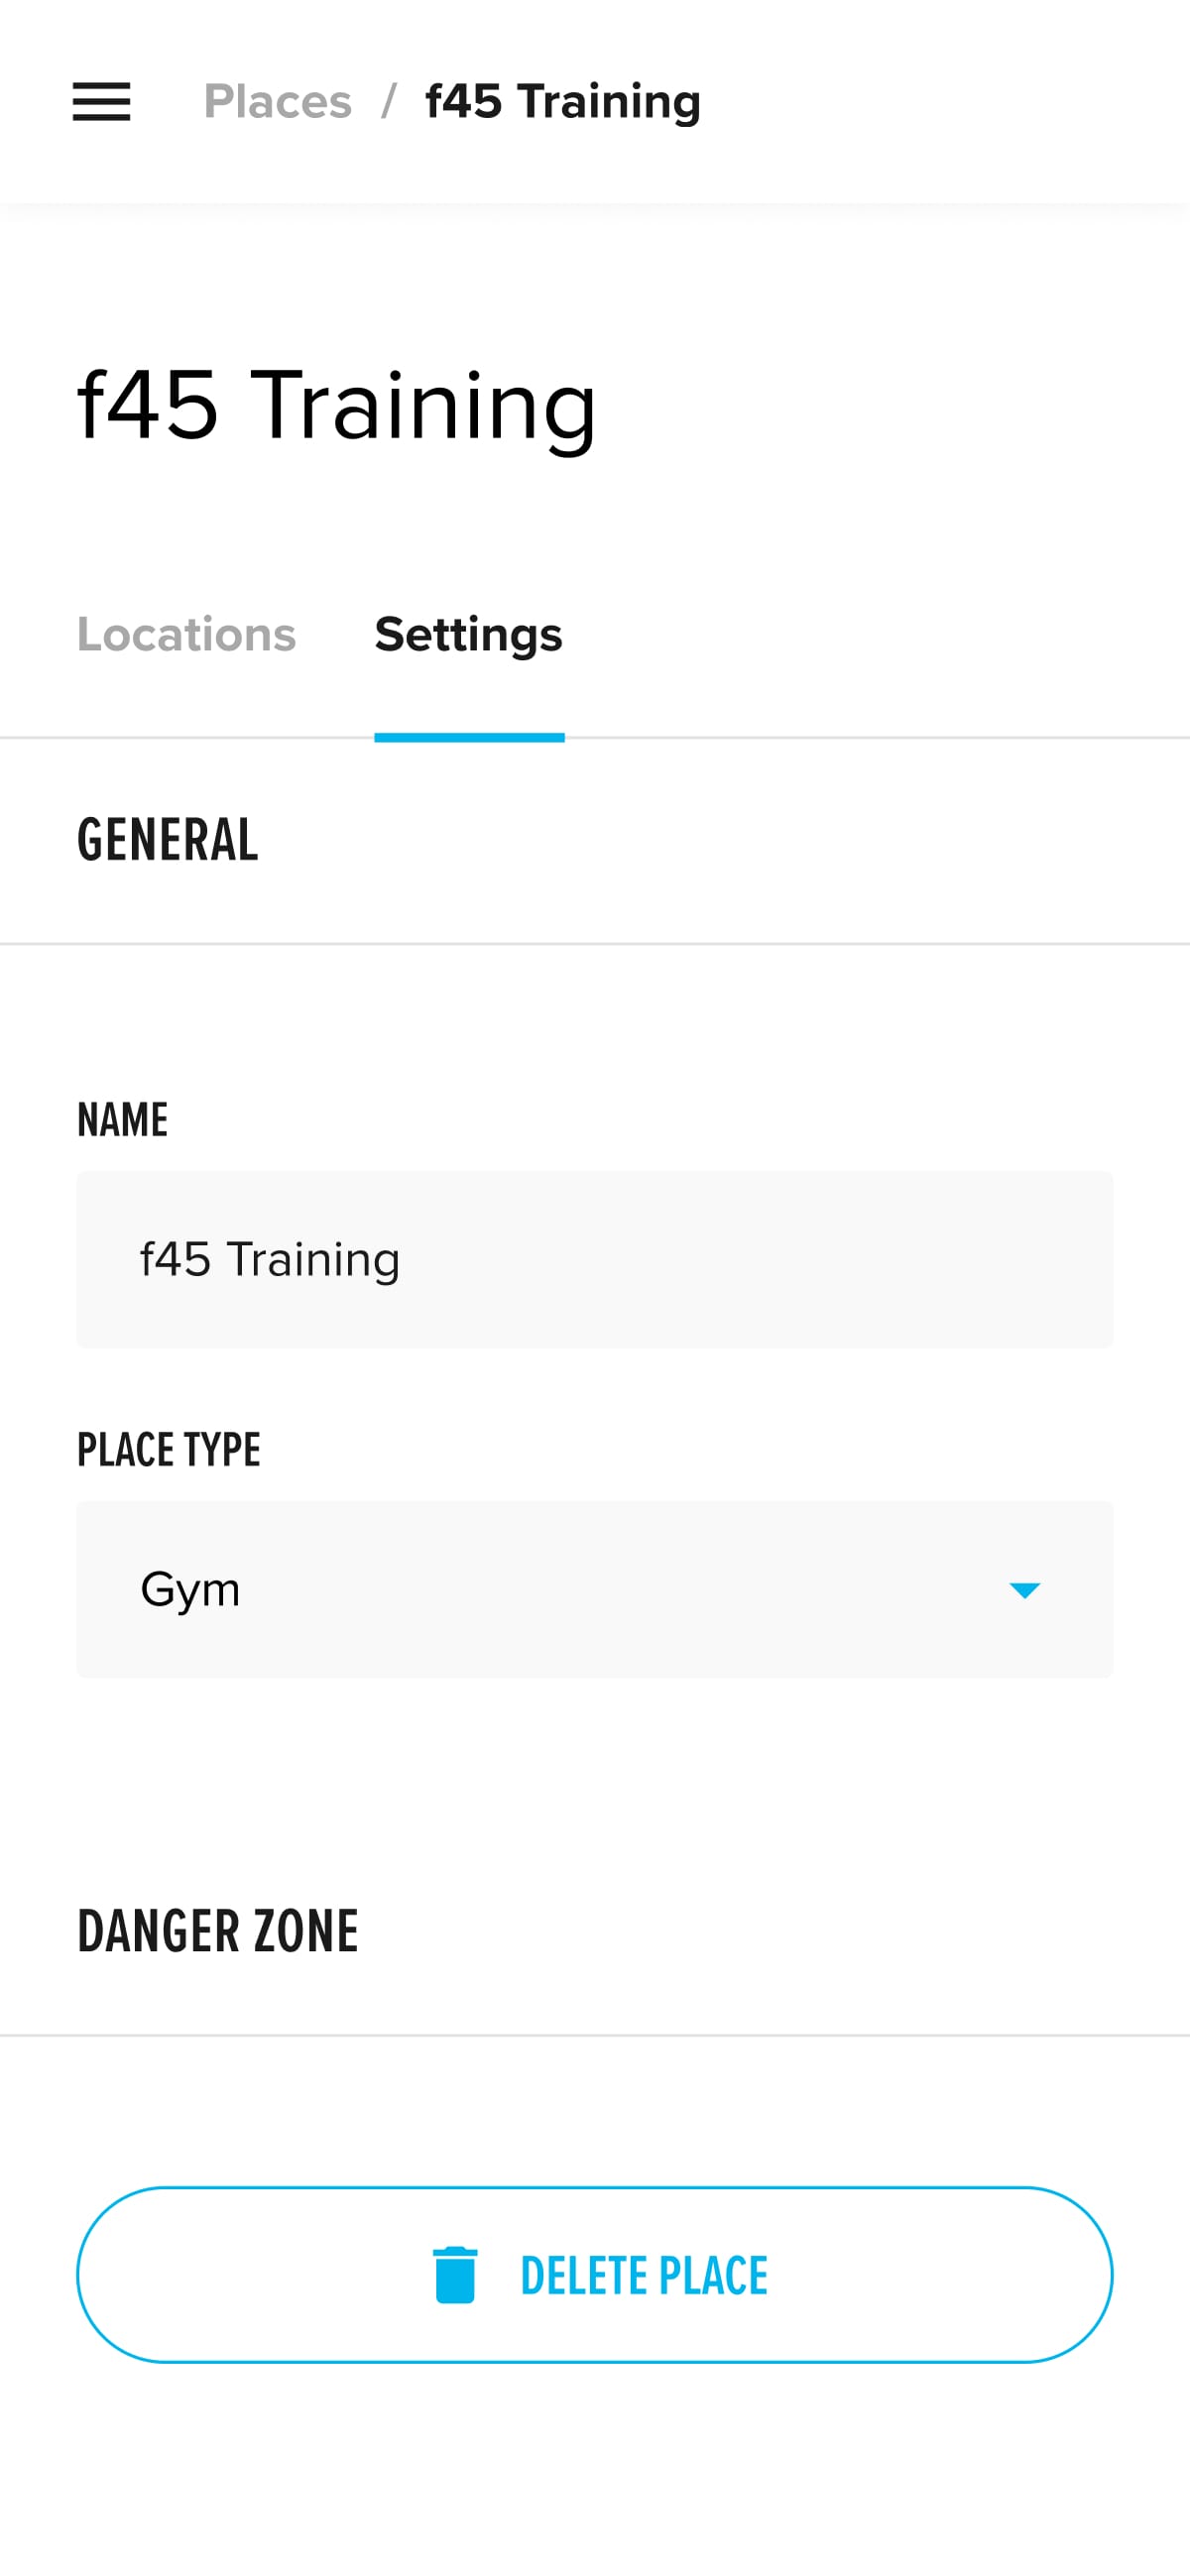 Places / f45 Training
f45 Training
Locations Settings
GENERAL
NAME
f45 Training
PLACE TYPE
Gym
DANGER ZONE
DELETE PLACE